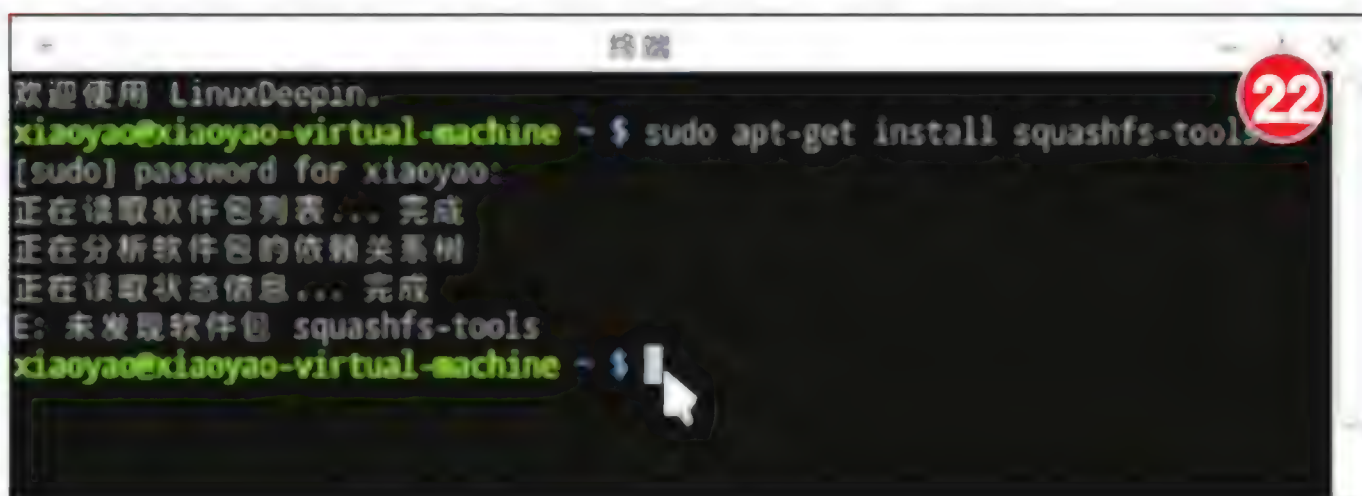 终端
22
欢迎使用 LinuxDeepin.
xiaoyao@xiaoyao-virtual-machine ~ $ sudo apt-get install squashfs-tools
[sudo] password for xiaoyao:
正在读取软件包列表... 完成
正在分析软件包的依赖关系树
正在读取状态信息... 完成
E: 未发现软件包 squashfs-tools
xiaoyao@xiaoyao-virtual-machine ~ $